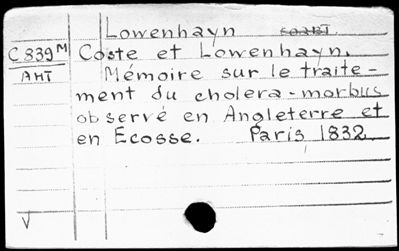 Lowenhayn
C839M Coste et Lowenhayn.
AHT Mémoire sur le traite-
ment du cholera-morbus
observé en Angleterre et
en Ecosse. Paris 1832
V